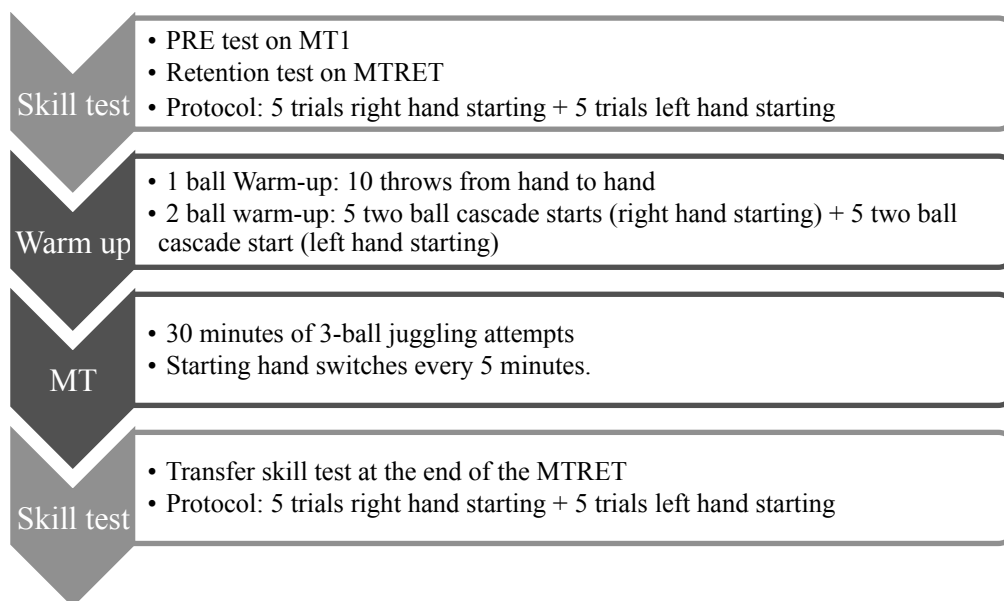 Skill test
• PRE test on MT1
• Retention test on MTRET
• Protocol: 5 trials right hand starting + 5 trials left hand starting
Warm up
• 1 ball Warm-up: 10 throws from hand to hand
• 2 ball warm-up: 5 two ball cascade starts (right hand starting) + 5 two ball
cascade start (left hand starting)
MT
• 30 minutes of 3-ball juggling attempts
• Starting hand switches every 5 minutes.
Skill test
• Transfer skill test at the end of the MTRET
• Protocol: 5 trials right hand starting + 5 trials left hand starting